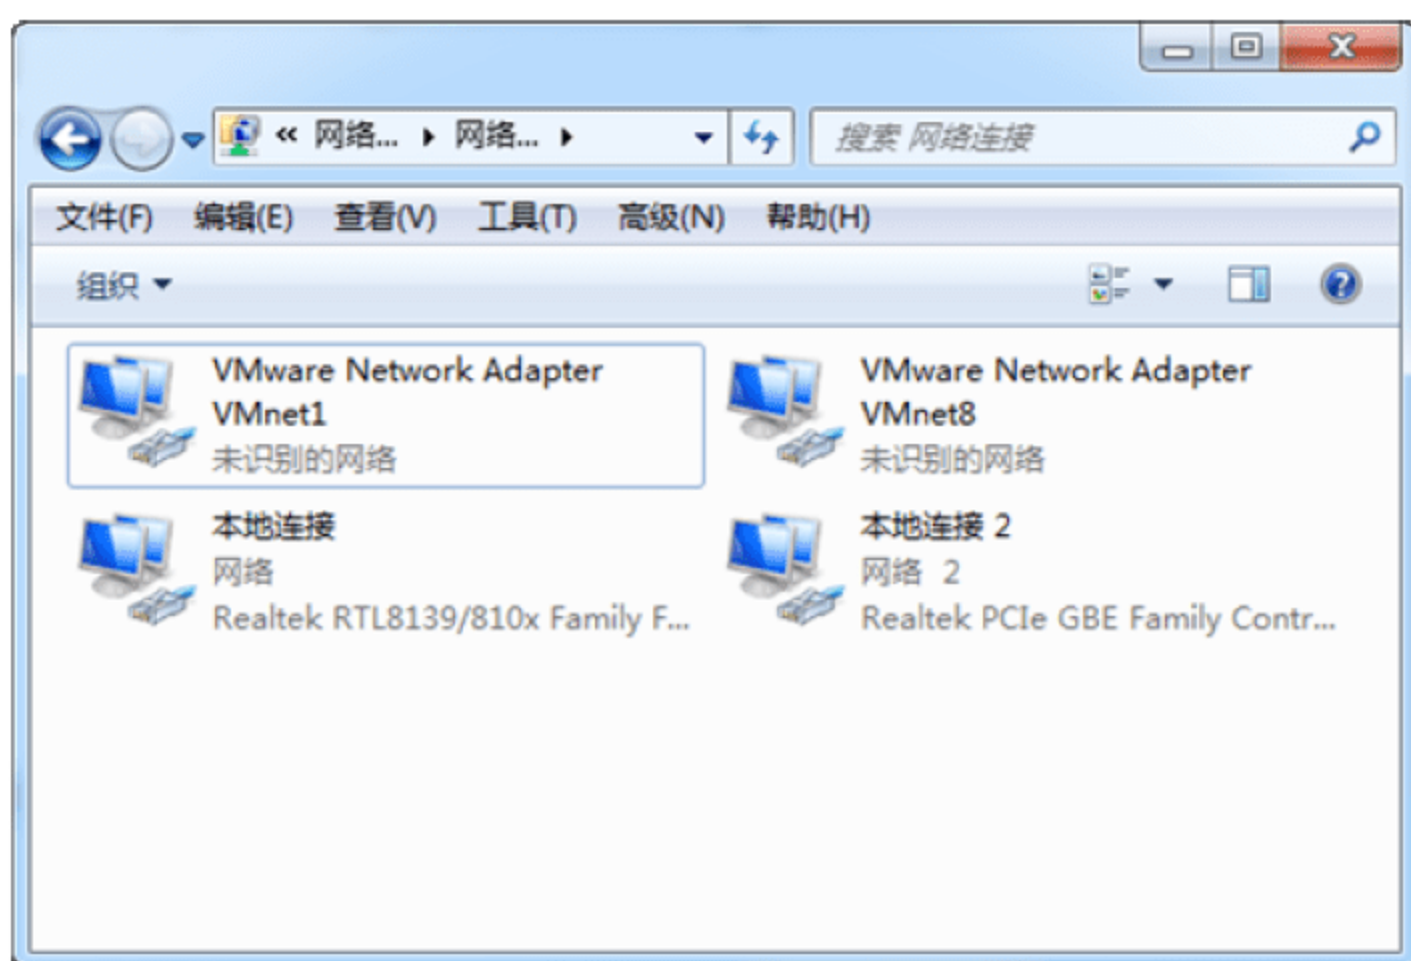 « 网络... ▸ 网络... ▸
搜索 网络连接
文件(F) 编辑(E) 查看(V) 工具(T) 高级(N) 帮助(H)
组织
VMware Network Adapter
VMnet1
未识别的网络
VMware Network Adapter
VMnet8
未识别的网络
本地连接
网络
Realtek RTL8139/810x Family F...
本地连接 2
网络 2
Realtek PCIe GBE Family Contr...